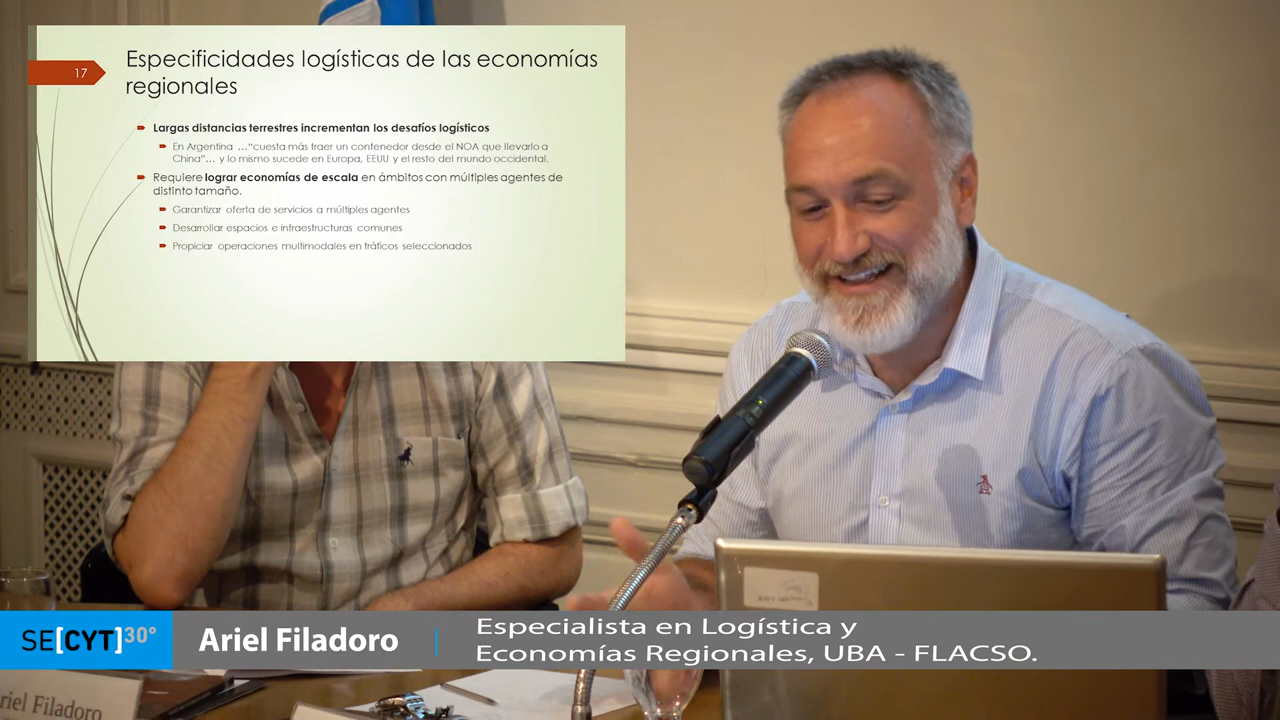 17
Especificidades logísticas de las economías
regionales
Largas distancias terrestres incrementan los desafíos logísticos
En Argentina …“cuesta más traer un contenedor desde el NOA que llevarlo a
China”… y lo mismo sucede en Europa, EEUU y el resto del mundo occidental.
Requiere lograr economías de escala en ámbitos con múltiples agentes de
distinto tamaño.
Garantizar oferta de servicios a múltiples agentes
Desarrollar espacios e infraestructuras comunes
Propiciar operaciones multimodales en tráficos seleccionados
SE[CYT]30°
Ariel Filadoro
Especialista en Logística y
Economías Regionales, UBA - FLACSO.
riel Filadoro